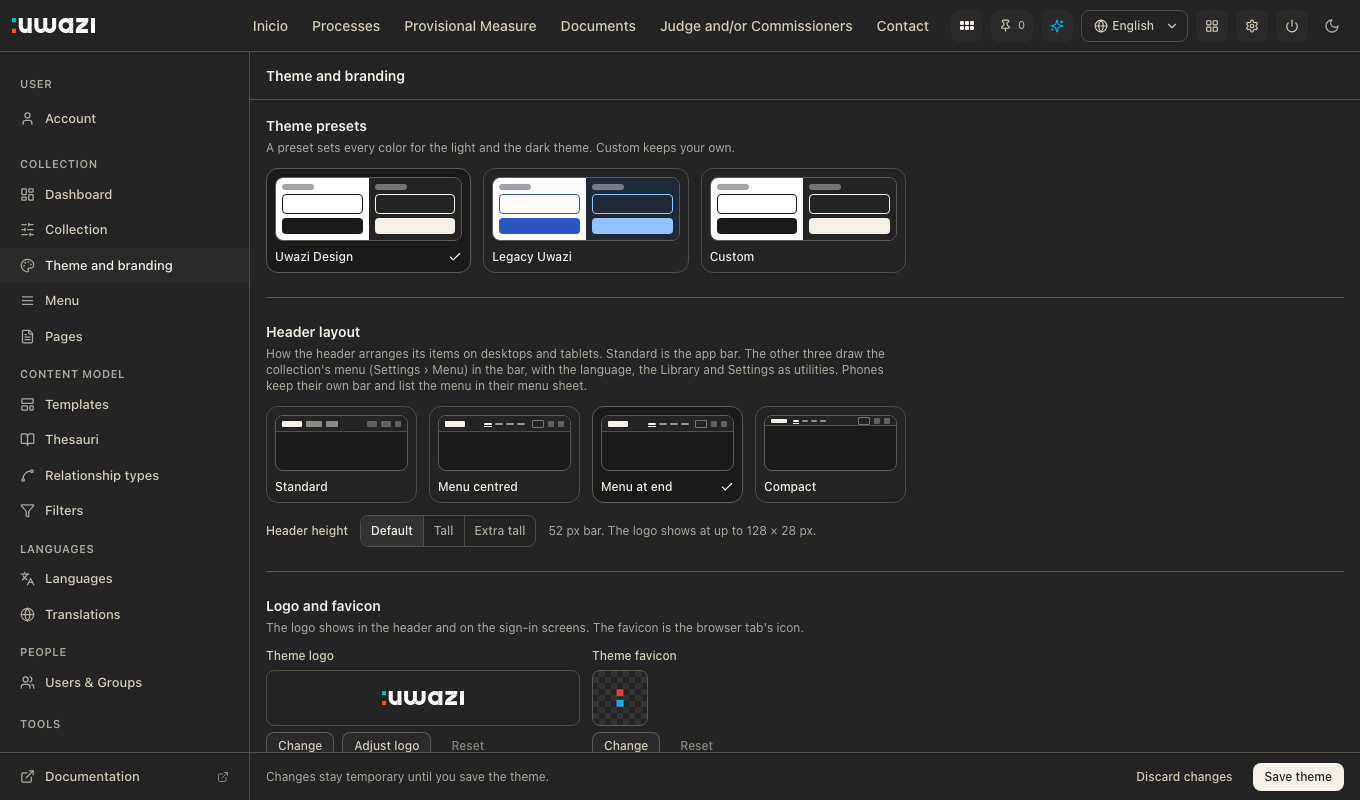 uwazi
Inicio
Processes
Provisional Measure
Documents
Judge and/or Commissioners
Contact
0
English
USER
Account
COLLECTION
Dashboard
Collection
Theme and branding
Menu
Pages
CONTENT MODEL
Templates
Thesauri
Relationship types
Filters
LANGUAGES
Languages
Translations
PEOPLE
Users & Groups
TOOLS
Documentation
Theme and branding
Theme presets
A preset sets every color for the light and the dark theme. Custom keeps your own.
Uwazi Design
Legacy Uwazi
Custom
Header layout
How the header arranges its items on desktops and tablets. Standard is the app bar. The other three draw the
collection's menu (Settings › Menu) in the bar, with the language, the Library and Settings as utilities. Phones
keep their own bar and list the menu in their menu sheet.
Standard
Menu centred
Menu at end
Compact
Header height
Default
Tall
Extra tall
52 px bar. The logo shows at up to 128 × 28 px.
Logo and favicon
The logo shows in the header and on the sign-in screens. The favicon is the browser tab's icon.
Theme logo
Theme favicon
uwazi
Change
Adjust logo
Reset
Change
Reset
Changes stay temporary until you save the theme.
Discard changes
Save theme